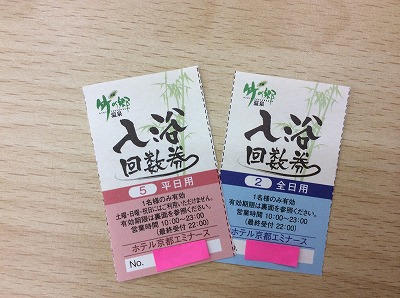 竹の郷
温泉
入浴
回数券
5 平日用
1名様のみ有効
土曜・日曜・祝日にはご利用いただけません。
有効期限は裏面を参照ください。
営業時間 10:00〜23:00
(最終受付 22:00)
ホテル京都エミナース
No.
竹の郷
温泉
入浴
回数券
2 全日用
1名様のみ有効
有効期限は裏面を参照ください。
営業時間 10:00〜23:00
(最終受付 22:00)
ホテル京都エミナース